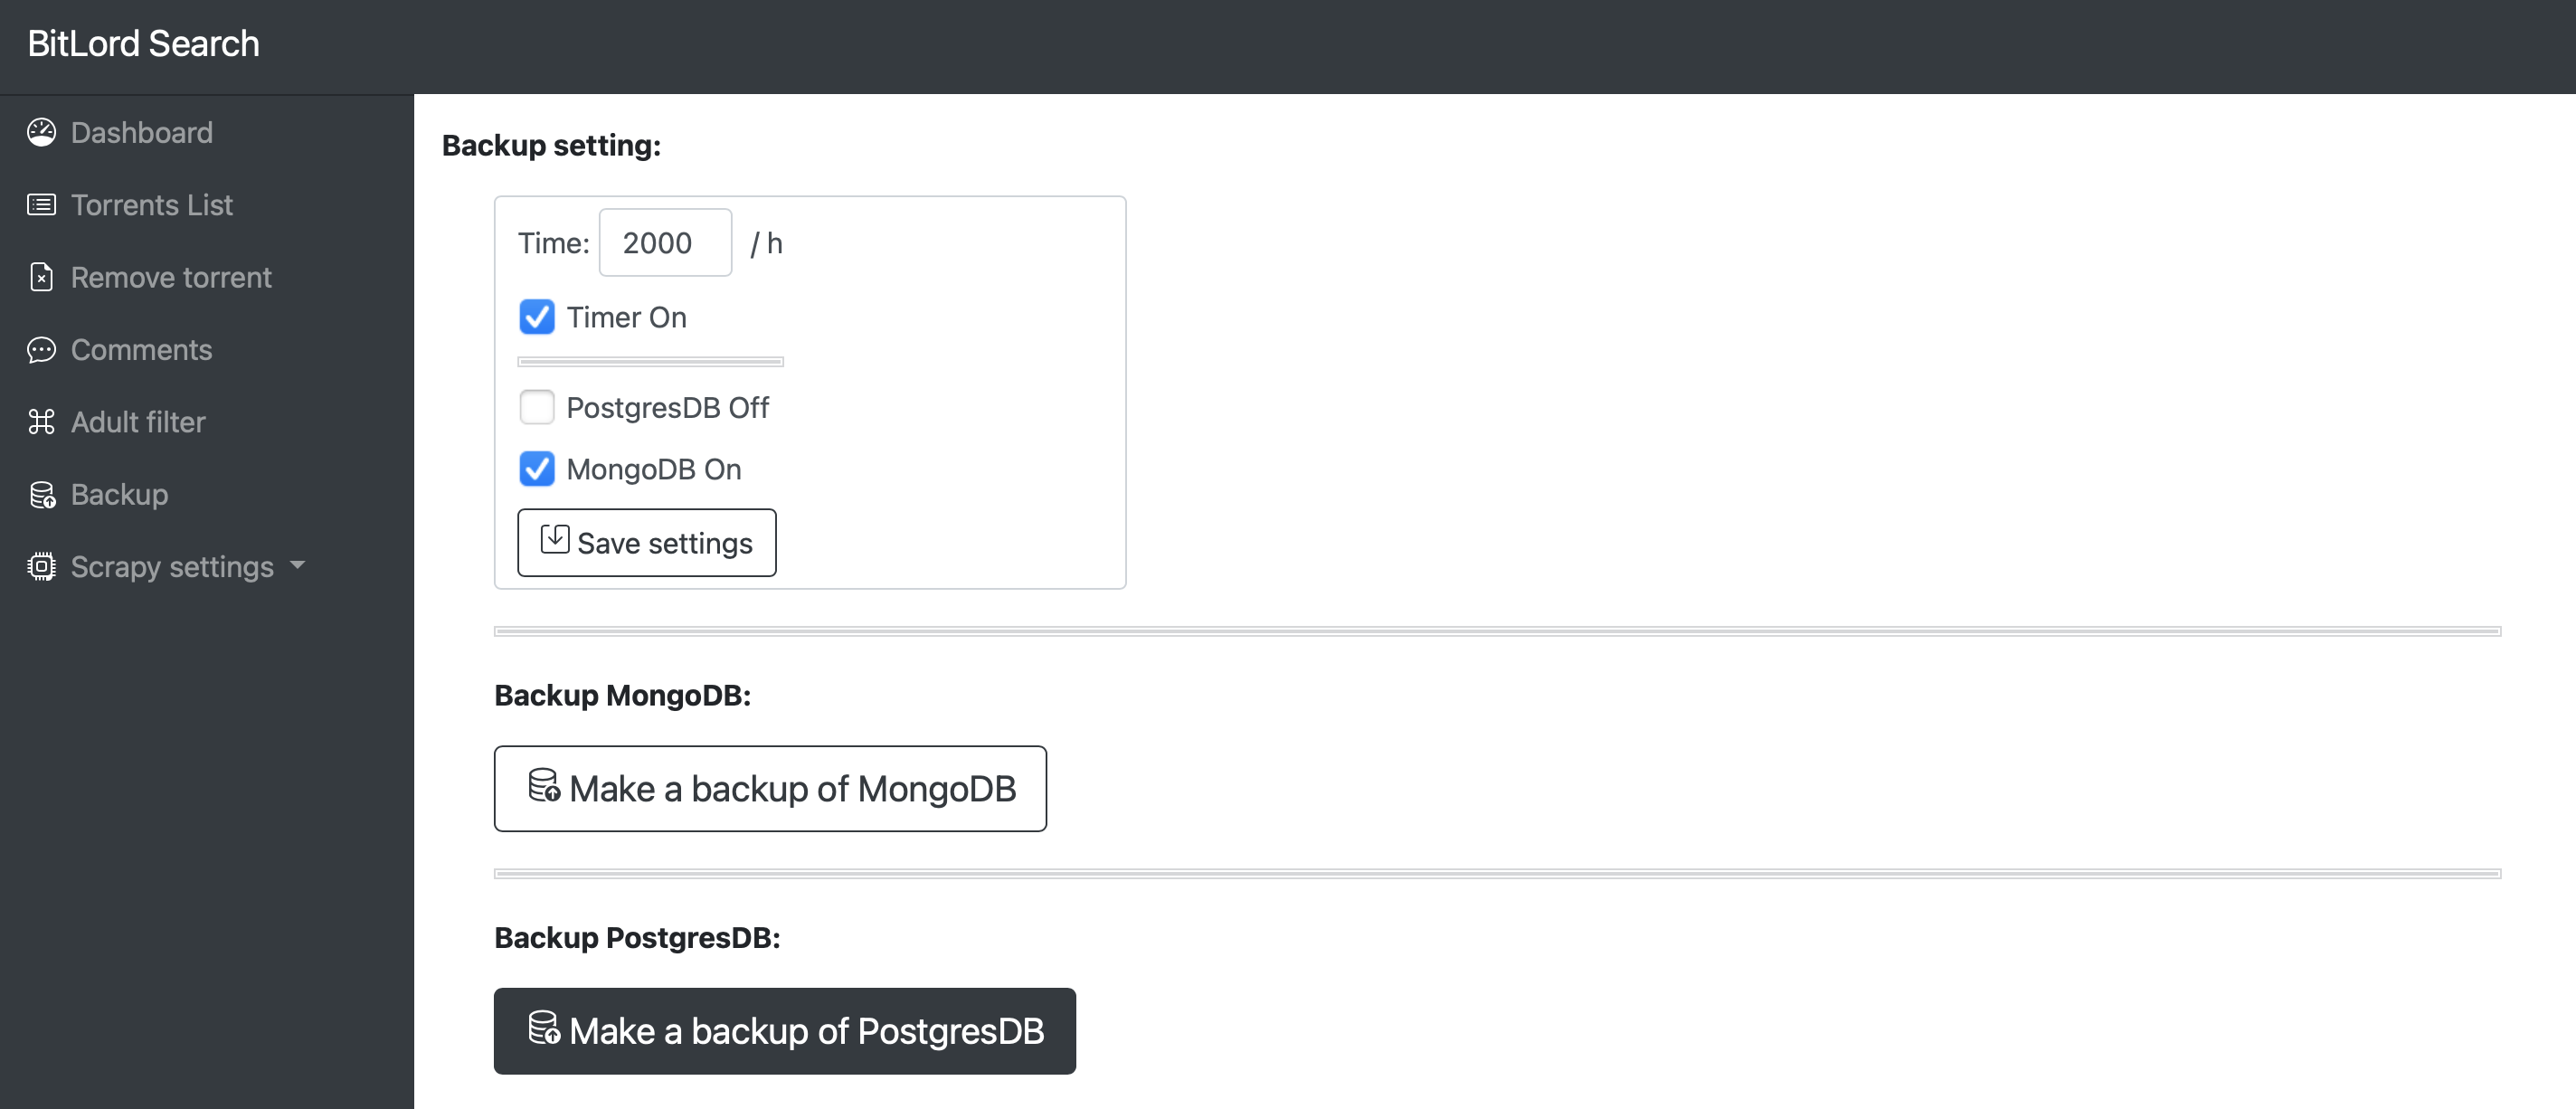 BitLord Search
Dashboard
Torrents List
Remove torrent
Comments
Adult filter
Backup
Scrapy settings
Backup setting:
Time: 2000 / h
Timer On
PostgresDB Off
MongoDB On
Save settings
Backup MongoDB:
Make a backup of MongoDB
Backup PostgresDB:
Make a backup of PostgresDB